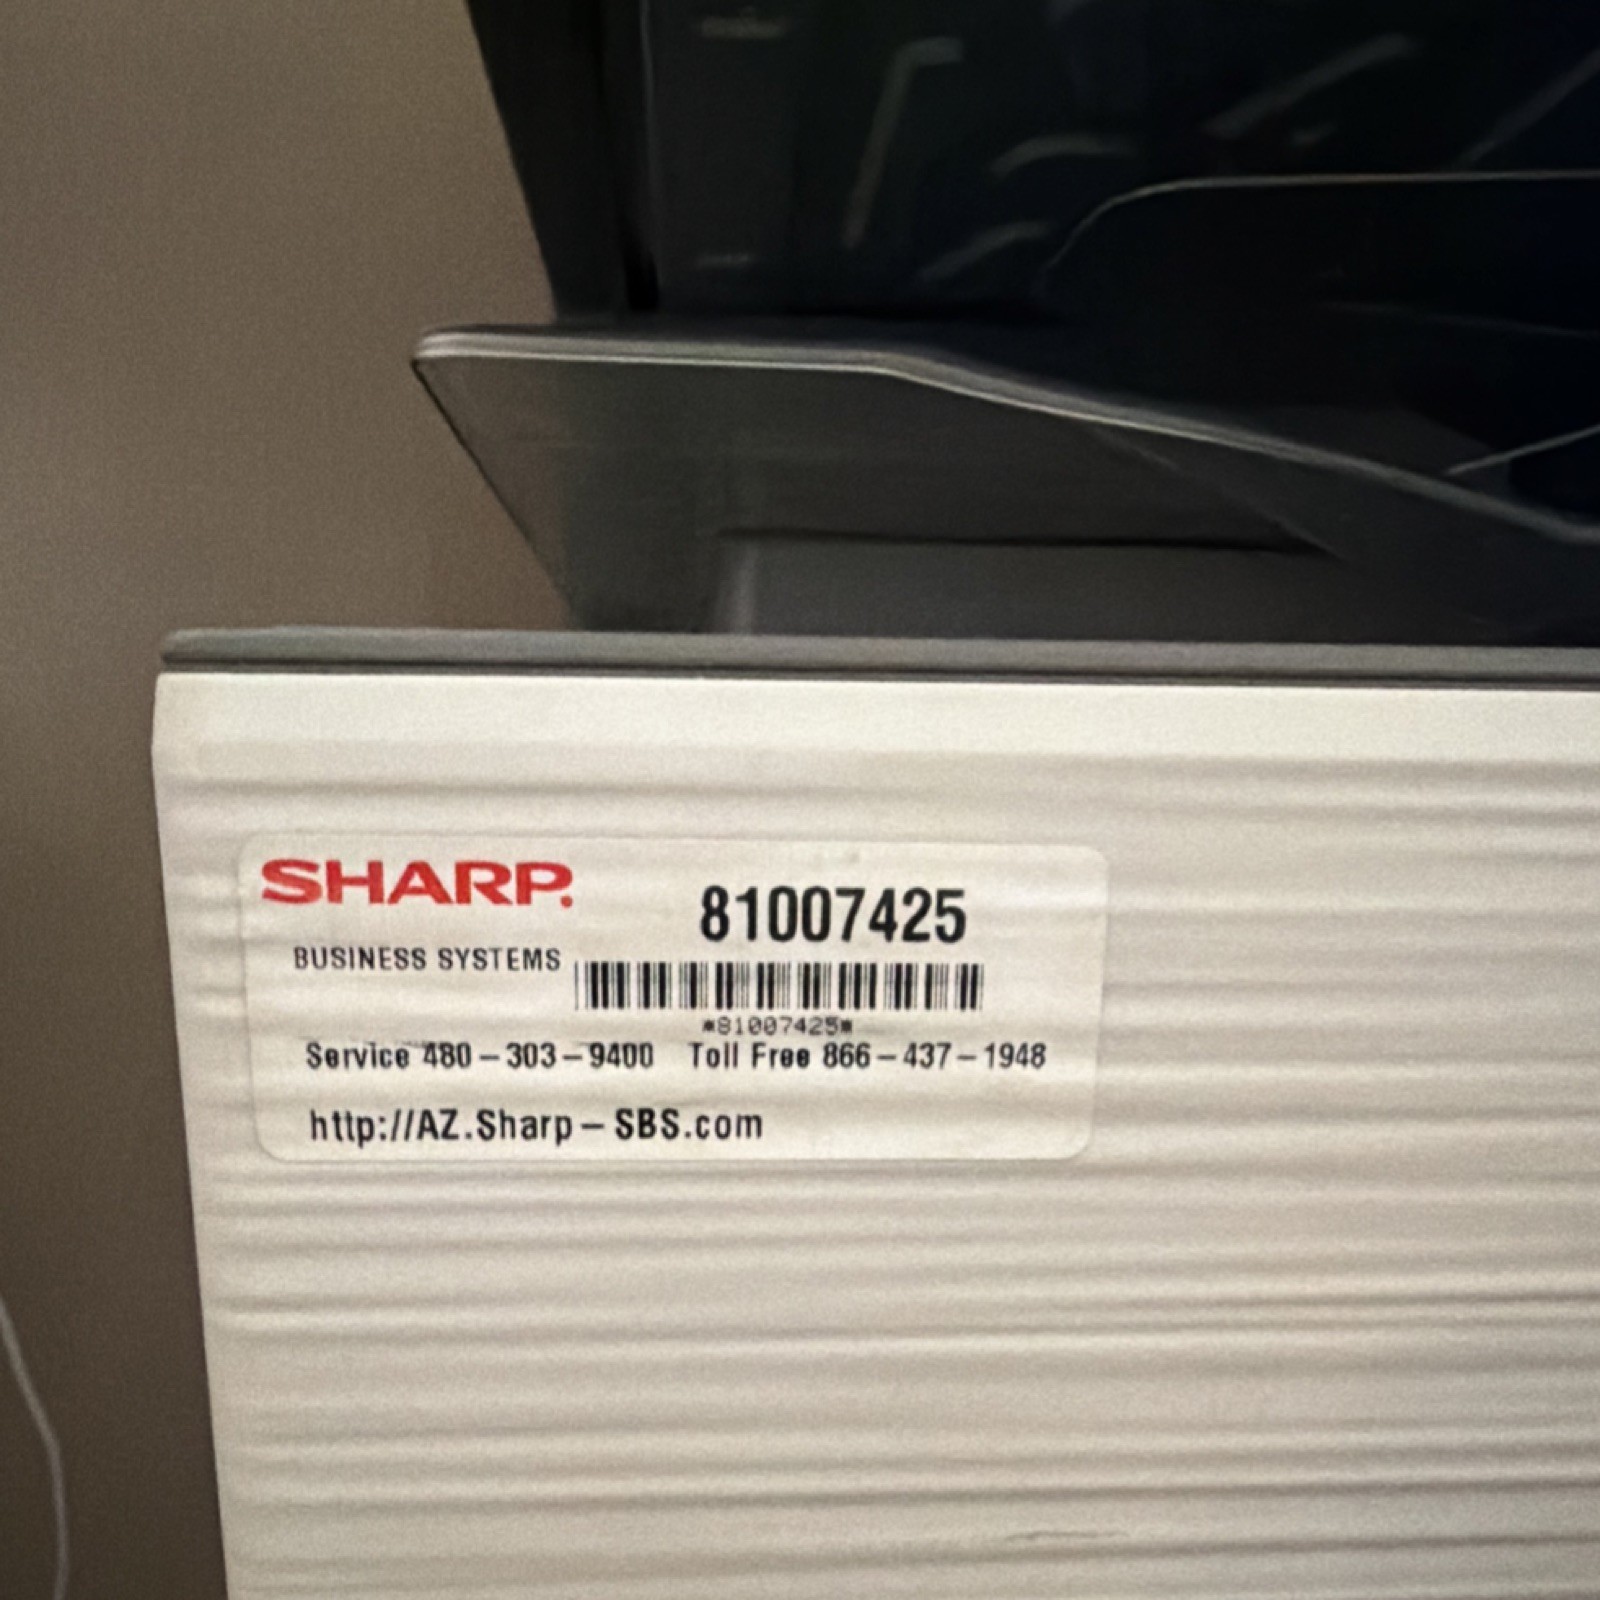 SHARP.
81007425
BUSINESS SYSTEMS
*81007425*
Service 480-303-9400 Toll Free 866-437-1948
http://AZ.Sharp-SBS.com